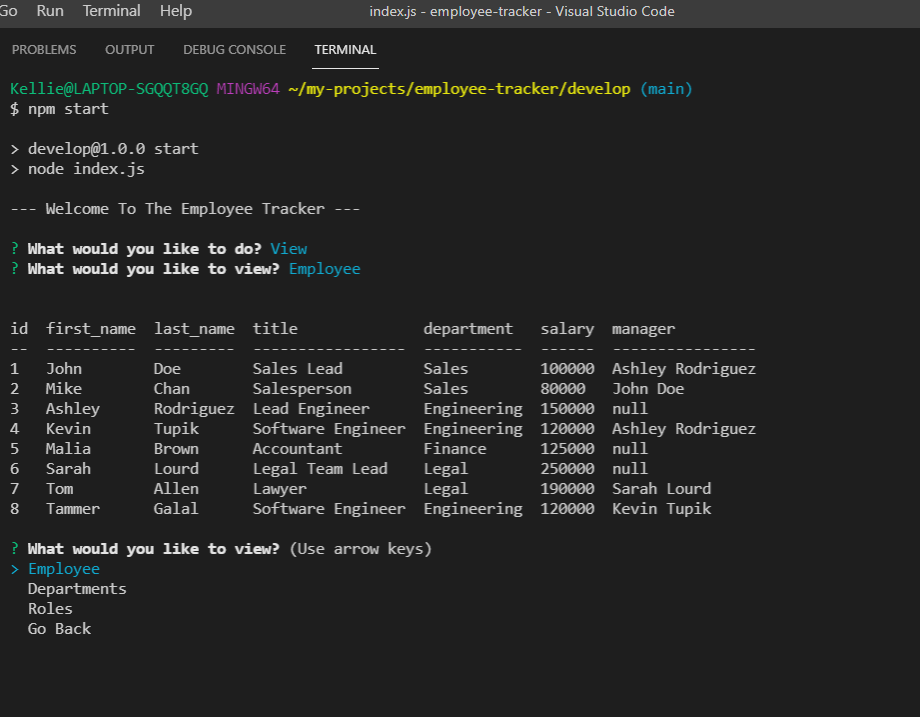 Go Run Terminal Help index.js - employee-tracker - Visual Studio Code
PROBLEMS OUTPUT DEBUG CONSOLE TERMINAL
Kellie@LAPTOP-SGQQT8GQ MINGW64 ~/my-projects/employee-tracker/develop (main)
$ npm start
> develop@1.0.0 start
> node index.js
--- Welcome To The Employee Tracker ---
? What would you like to do? View
? What would you like to view? Employee
id  first_name  last_name  title              department   salary  manager
--  ----------  ---------  -----------------  -----------  ------  ----------------
1   John        Doe        Sales Lead         Sales        100000  Ashley Rodriguez
2   Mike        Chan       Salesperson        Sales        80000   John Doe
3   Ashley      Rodriguez  Lead Engineer      Engineering  150000  null
4   Kevin       Tupik      Software Engineer  Engineering  120000  Ashley Rodriguez
5   Malia       Brown      Accountant         Finance      125000  null
6   Sarah       Lourd      Legal Team Lead    Legal        250000  null
7   Tom         Allen      Lawyer             Legal        190000  Sarah Lourd
8   Tammer      Galal      Software Engineer  Engineering  120000  Kevin Tupik
? What would you like to view? (Use arrow keys)
> Employee
  Departments
  Roles
  Go Back